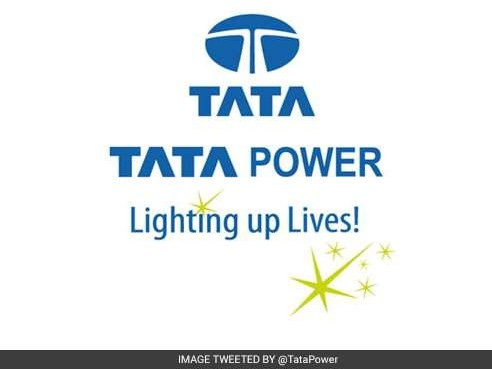 TATA
TATA POWER
Lighting up Lives!
IMAGE TWEETED BY @TataPower